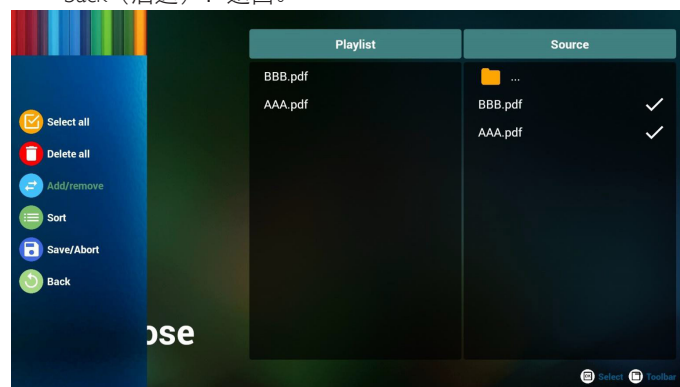 Playlist
Source
BBB.pdf
AAA.pdf
...
BBB.pdf
AAA.pdf
Select all
Delete all
Add/remove
Sort
Save/Abort
Back
ose
Select
Toolbar